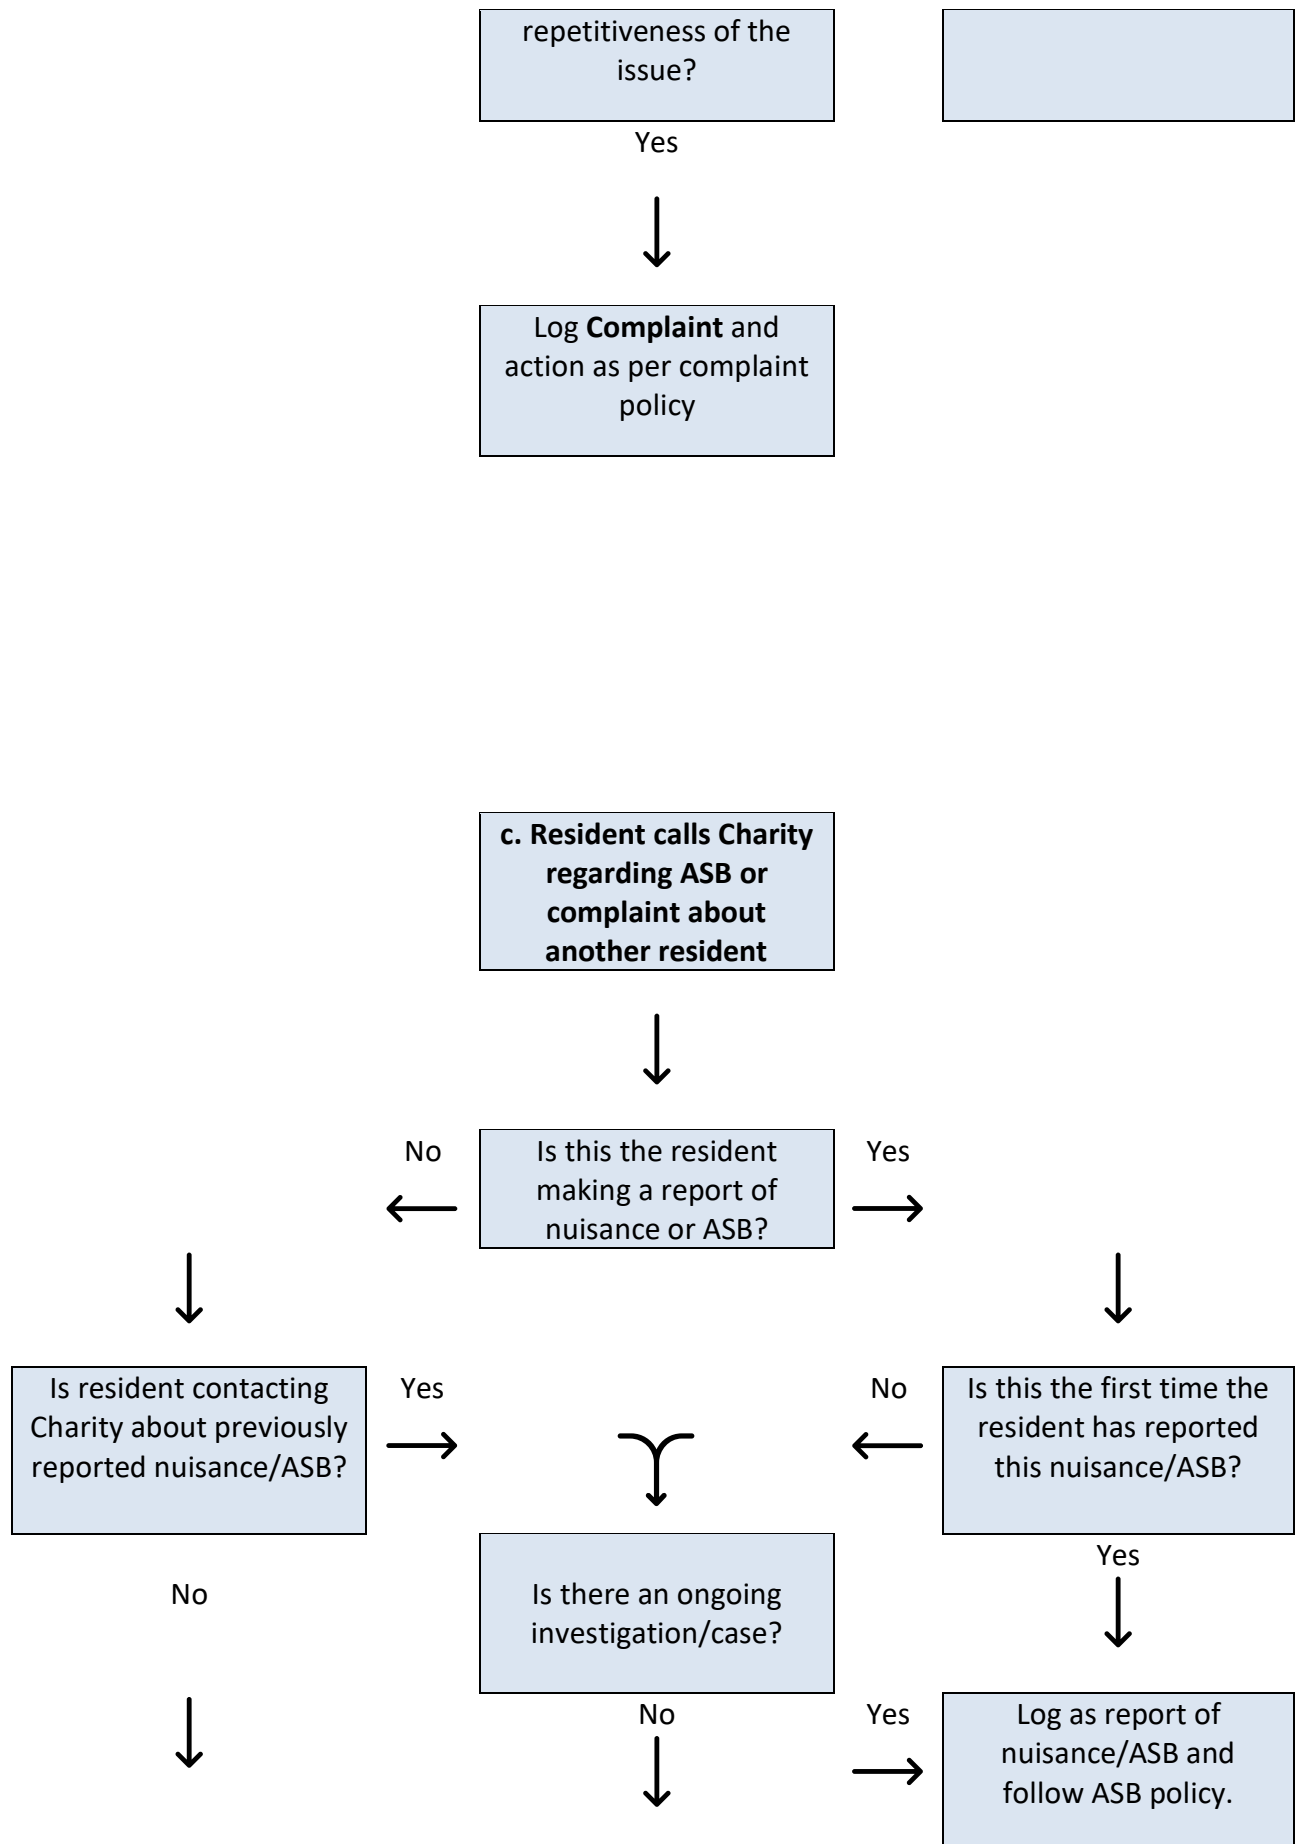 repetitiveness of the
issue?
Yes
Log Complaint and
action as per complaint
policy
c. Resident calls Charity
regarding ASB or
complaint about
another resident
No
Is this the resident
making a report of
nuisance or ASB?
Yes
Is resident contacting
Charity about previously
reported nuisance/ASB?
Yes
No
Is this the first time the
resident has reported
this nuisance/ASB?
No
Is there an ongoing
investigation/case?
Yes
No
Yes
Log as report of
nuisance/ASB and
follow ASB policy.